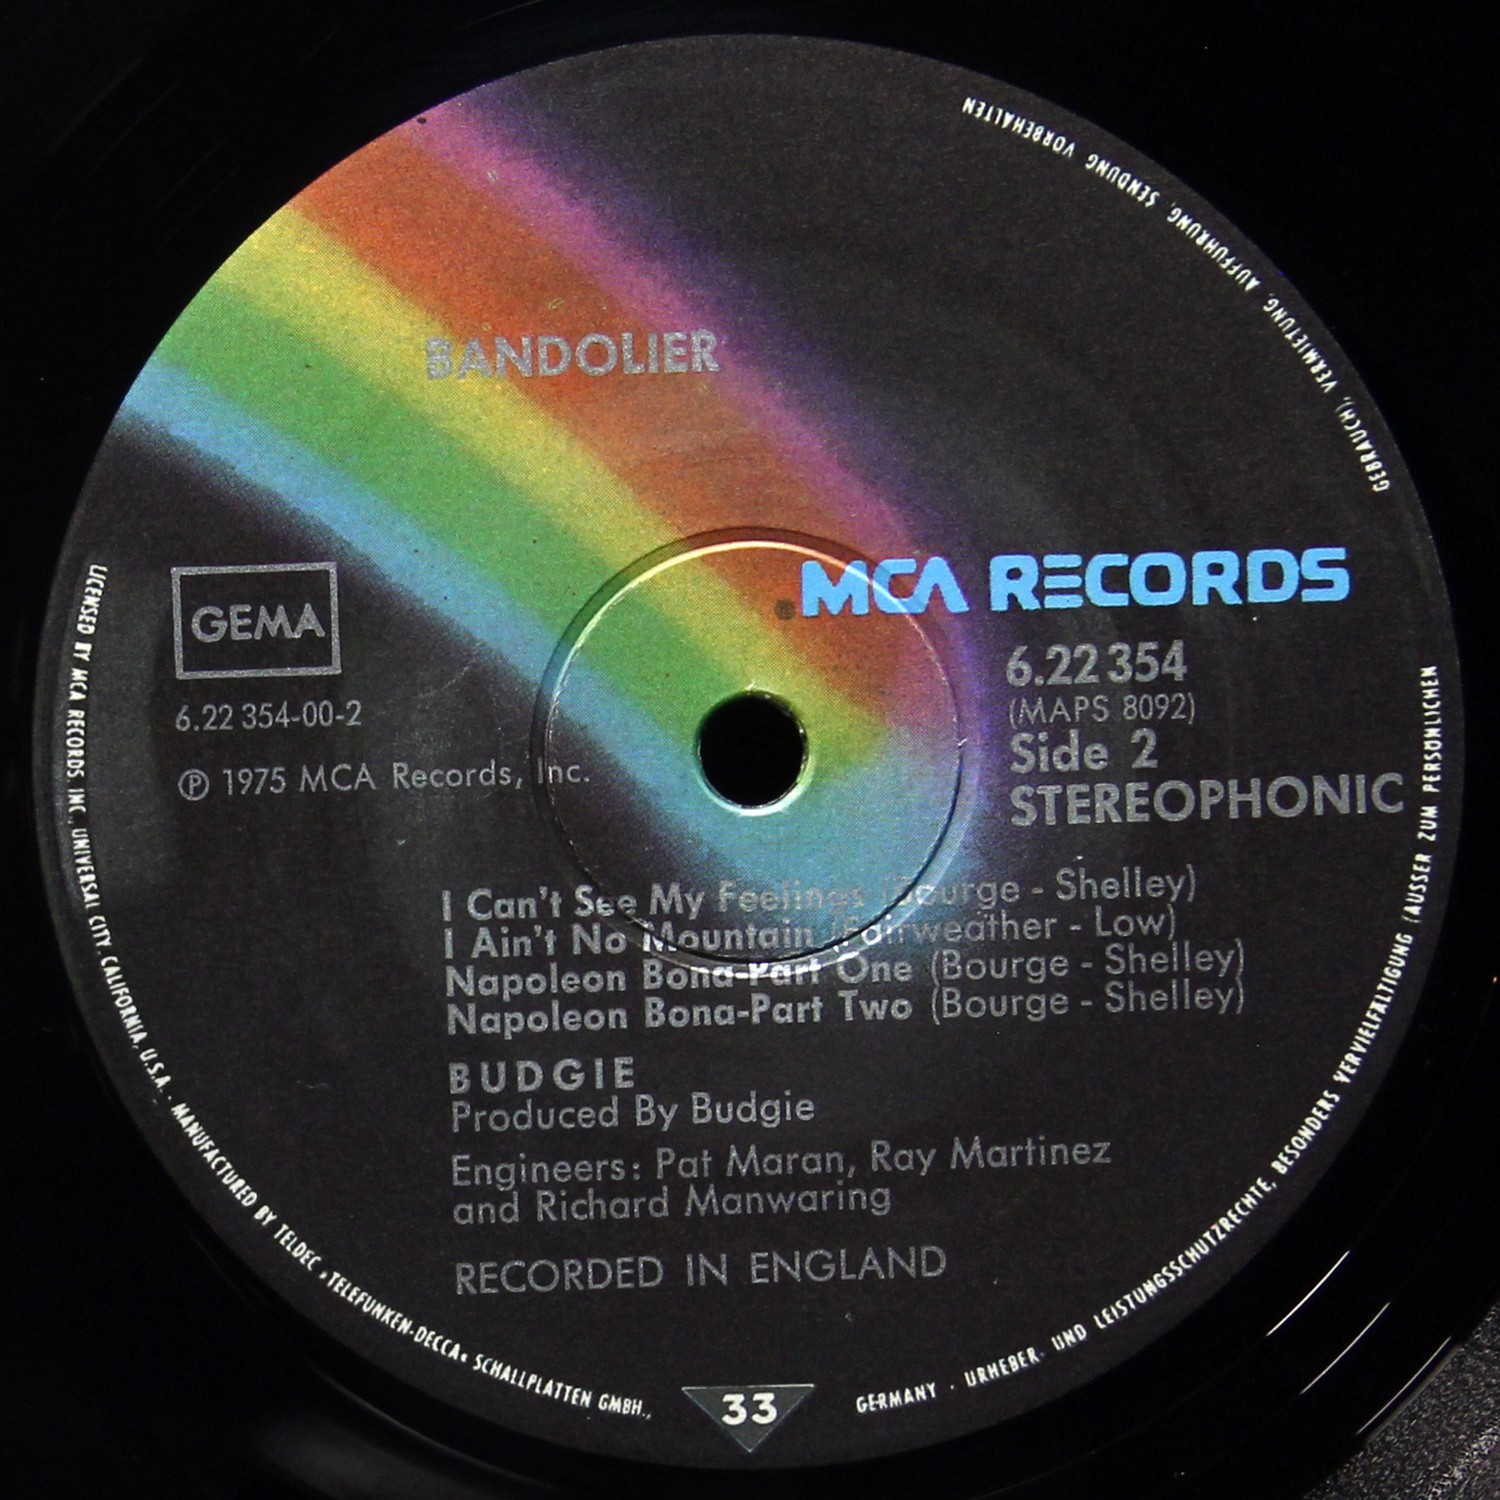 BANDOLIER
MCA RECORDS
GEMA
6.22 354-00-2
℗ 1975 MCA Records, Inc.
6.22 354
(MAPS 8092)
Side 2
STEREOPHONIC
I Can't See My Feelings (Bourge - Shelley)
I Ain't No Mountain (Fairweather - Low)
Napoleon Bona-Part One (Bourge - Shelley)
Napoleon Bona-Part Two (Bourge - Shelley)
BUDGIE
Produced By Budgie
Engineers: Pat Maran, Ray Martinez
and Richard Manwaring
RECORDED IN ENGLAND
33
LICENSED BY MCA RECORDS INC., UNIVERSAL CITY, CALIFORNIA, U.S.A. · MANUFACTURED BY TELDEC »TELEFUNKEN-DECCA« SCHALLPLATTEN GMBH., GERMANY · URHEBER- UND LEISTUNGSSCHUTZRECHTE, BESONDERS VERVIELFÄLTIGUNG (AUSSER ZUM PERSÖNLICHEN GEBRAUCH), VERMIETUNG, AUFFÜHRUNG, SENDUNG VORBEHALTEN